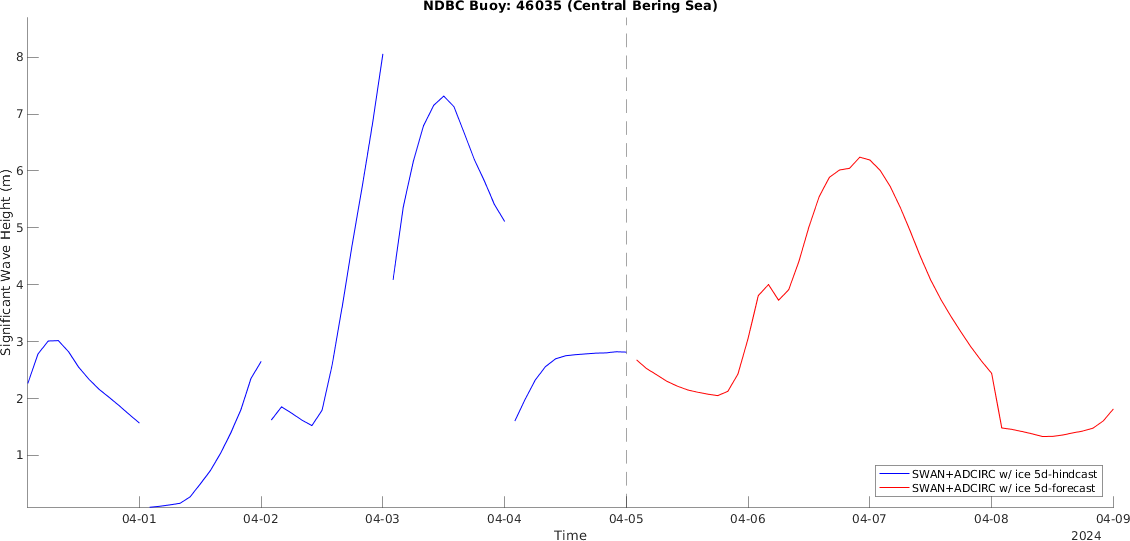 NDBC Buoy: 46035 (Central Bering Sea)
Significant Wave Height (m)
8
7
6
5
4
3
2
1
SWAN+ADCIRC w/ ice 5d-hindcast
SWAN+ADCIRC w/ ice 5d-forecast
04-01 04-02 04-03 04-04 04-05 04-06 04-07 04-08 04-09
Time
2024